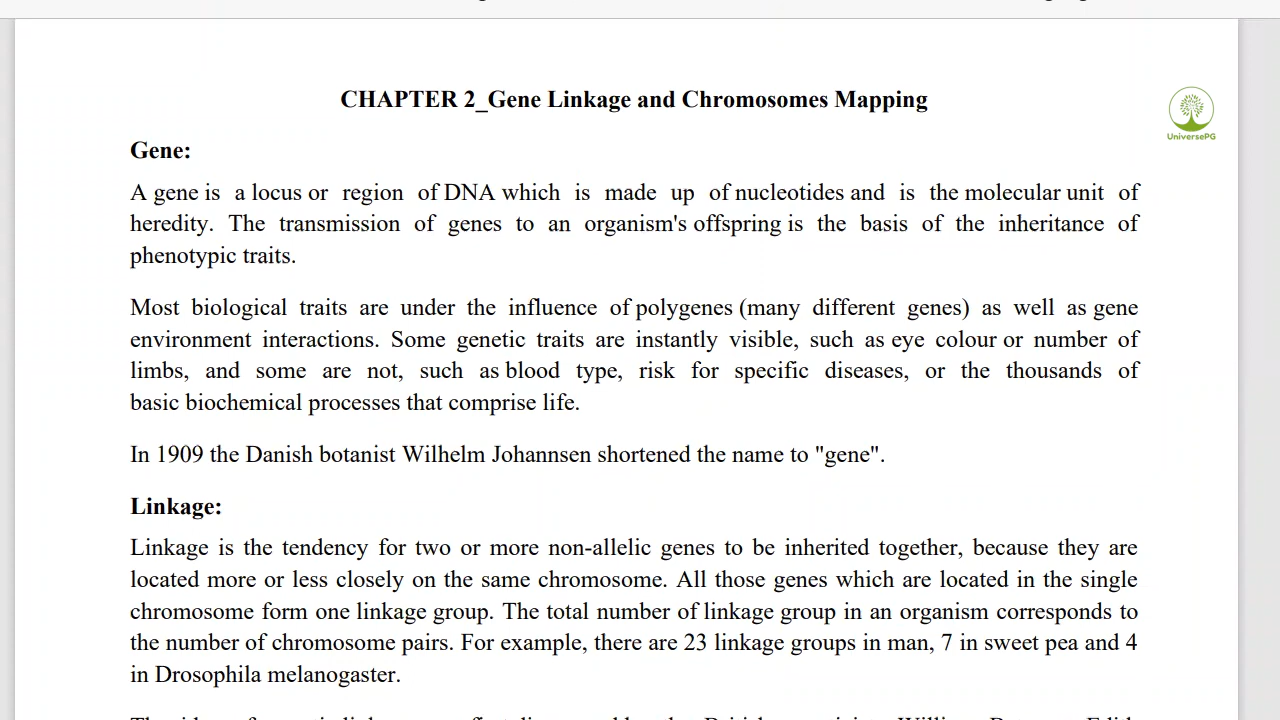 CHAPTER 2_Gene Linkage and Chromosomes Mapping
UniversePG
Gene:
A gene is a locus or region of DNA which is made up of nucleotides and is the molecular unit of
heredity. The transmission of genes to an organism's offspring is the basis of the inheritance of
phenotypic traits.
Most biological traits are under the influence of polygenes (many different genes) as well as gene
environment interactions. Some genetic traits are instantly visible, such as eye colour or number of
limbs, and some are not, such as blood type, risk for specific diseases, or the thousands of
basic biochemical processes that comprise life.
In 1909 the Danish botanist Wilhelm Johannsen shortened the name to "gene".
Linkage:
Linkage is the tendency for two or more non-allelic genes to be inherited together, because they are
located more or less closely on the same chromosome. All those genes which are located in the single
chromosome form one linkage group. The total number of linkage group in an organism corresponds to
the number of chromosome pairs. For example, there are 23 linkage groups in man, 7 in sweet pea and 4
in Drosophila melanogaster.